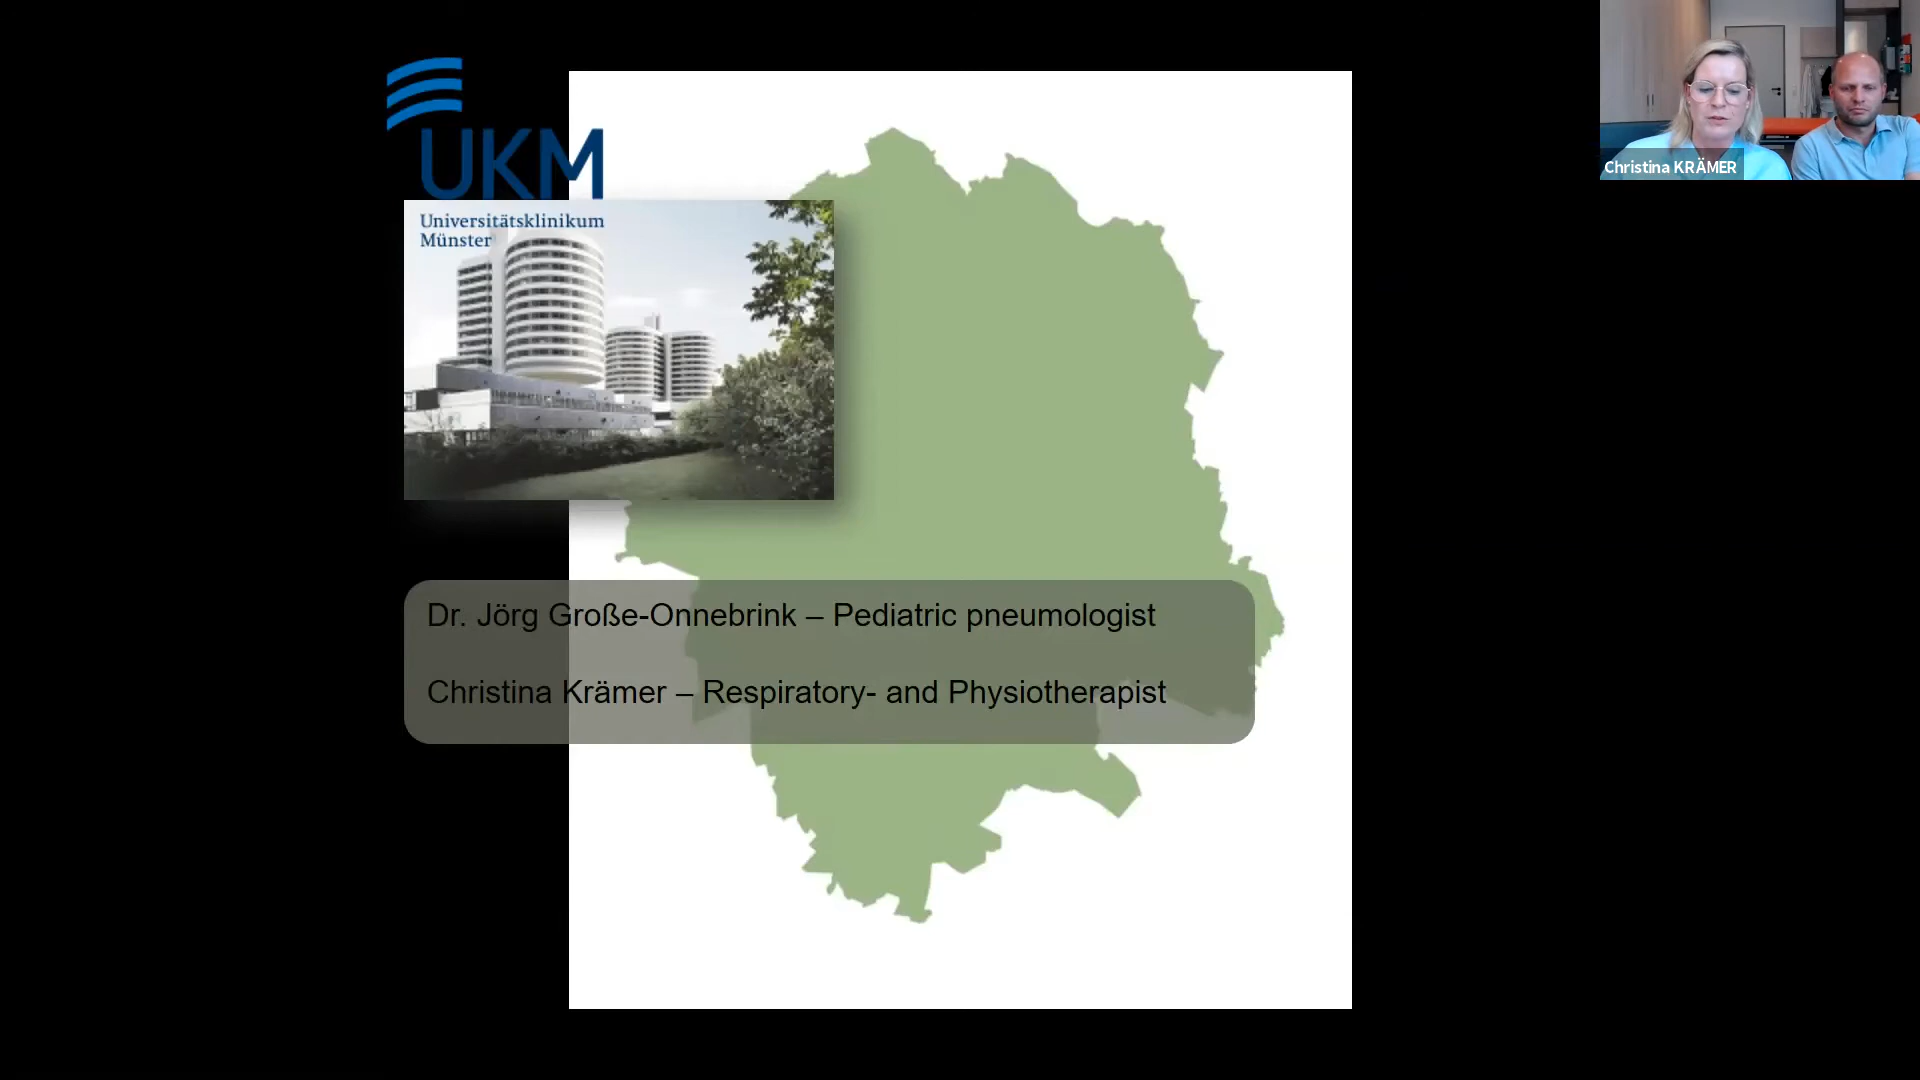 UKM
Universitätsklinikum
Münster
Dr. Jörg Große-Onnebrink – Pediatric pneumologist
Christina Krämer – Respiratory- and Physiotherapist
Christina KRÄMER